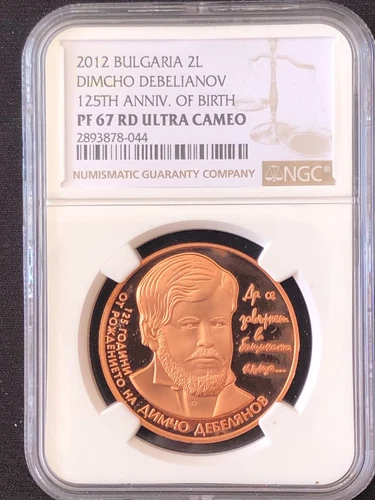 2012 BULGARIA 2L
DIMCHO DEBELIANOV
125TH ANNIV. OF BIRTH
PF 67 RD ULTRA CAMEO
2893878-044
NUMISMATIC GUARANTY COMPANY
NGC
Да се
завърнеш
в
бащината
къща...
125 ГОДИНИ
ОТ РОЖДЕНИЕТО НА ДИМЧО ДЕБЕЛЯНОВ